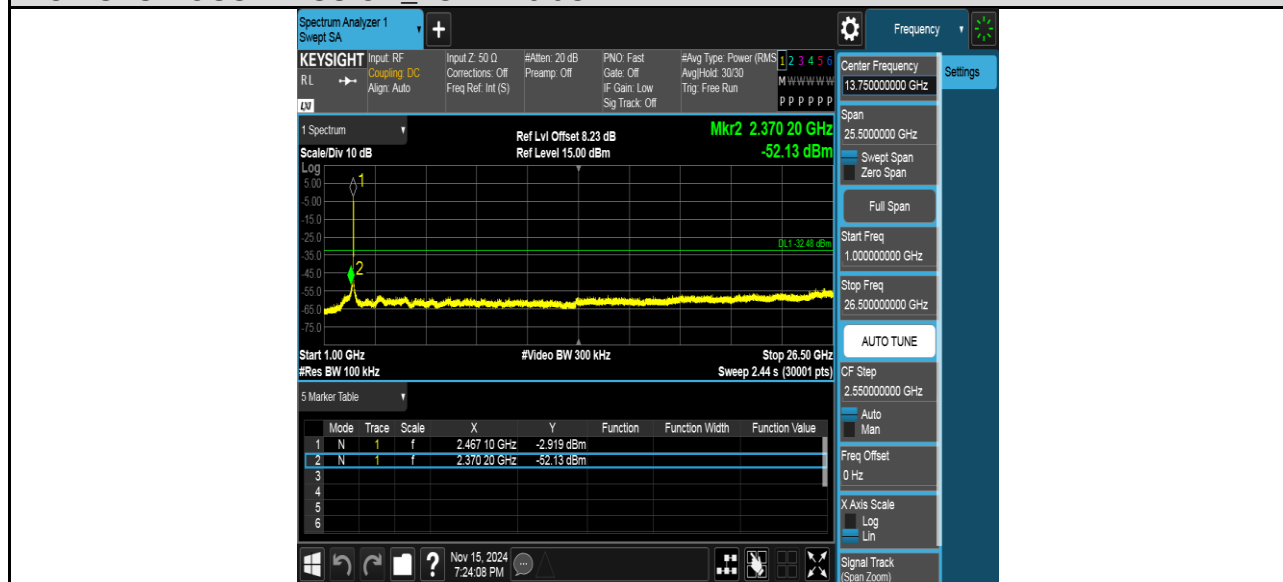 Spectrum Analyzer 1
Swept SA
+
Frequency
KEYSIGHT
RL
LXI
Input: RF
Coupling: DC
Align: Auto
Input Z: 50 Ω
Corrections: Off
Freq Ref: Int (S)
#Atten: 20 dB
Preamp: Off
PNO: Fast
Gate: Off
IF Gain: Low
Sig Track: Off
#Avg Type: Power (RMS
Avg|Hold: 30/30
Trig: Free Run
1 2 3 4 5 6
M W W W W W
P P P P P P
1 Spectrum
Scale/Div 10 dB
Ref Lvl Offset 8.23 dB
Ref Level 15.00 dBm
Mkr2 2.370 20 GHz
-52.13 dBm
Log
5.00
-5.00
-15.0
-25.0
-35.0
-45.0
-55.0
-65.0
-75.0
1
2
DL1 -32.48 dBm
Start 1.00 GHz
#Video BW 300 kHz
Stop 26.50 GHz
#Res BW 100 kHz
Sweep 2.44 s (30001 pts)
5 Marker Table
Mode Trace Scale X Y Function Function Width Function Value
1 N 1 f 2.467 10 GHz -2.919 dBm
2 N 1 f 2.370 20 GHz -52.13 dBm
3
4
5
6
?
Nov 15, 2024
7:24:08 PM
Center Frequency
13.750000000 GHz
Settings
Span
25.5000000 GHz
Swept Span
Zero Span
Full Span
Start Freq
1.000000000 GHz
Stop Freq
26.500000000 GHz
AUTO TUNE
CF Step
2.550000000 GHz
Auto
Man
Freq Offset
0 Hz
X Axis Scale
Log
Lin
Signal Track
(Span Zoom)